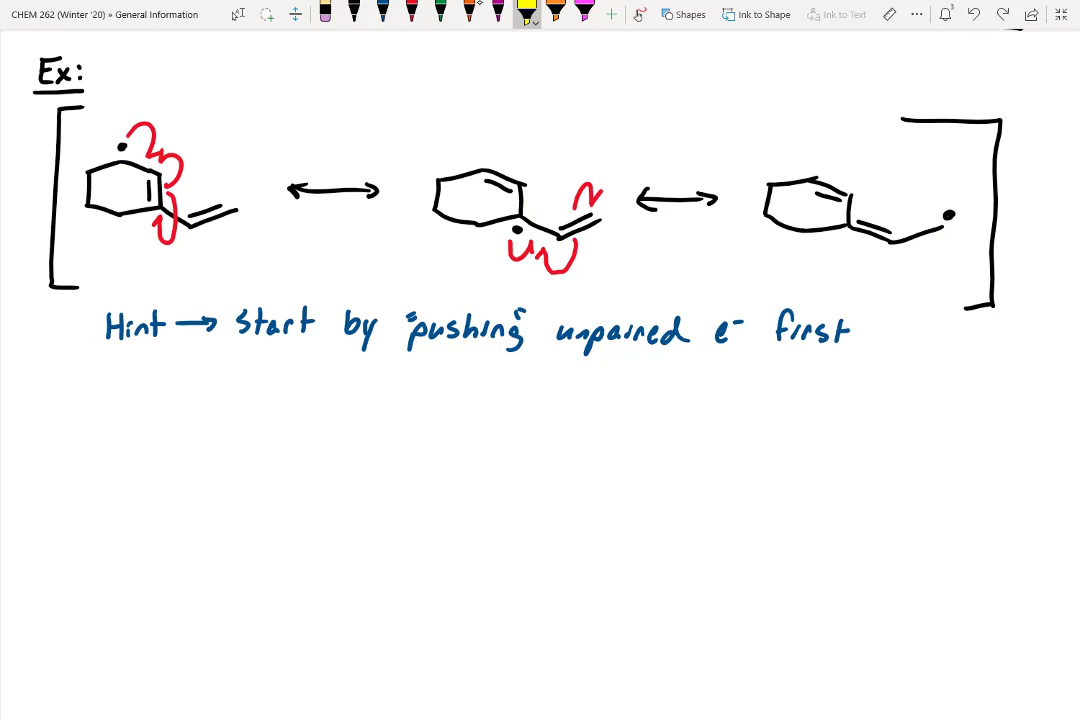 CHEM 262 (Winter '20) » General Information
3
Shapes
Ink to Shape
Ink to Text
Ex:
Hint → start by "pushing" unpaired e⁻ first